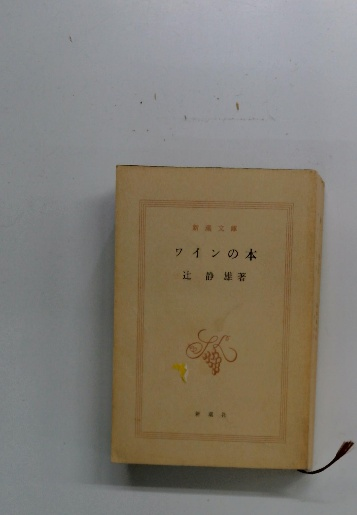 新潮文庫
ワインの本
辻 静雄著
新潮社